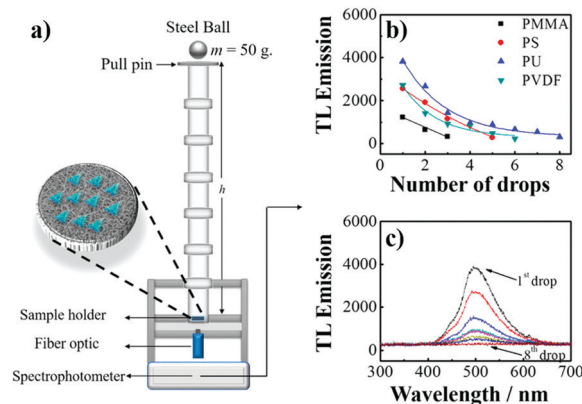 a)
Steel Ball
m = 50 g.
Pull pin
h
Sample holder
Fiber optic
Spectrophotometer
b)
PMMA
PS
PU
PVDF
TL Emission
6000
4000
2000
0
0 2 4 6 8
Number of drops
c)
TL Emission
6000
4000
2000
0
1st drop
8th drop
300 400 500 600 700
Wavelength / nm